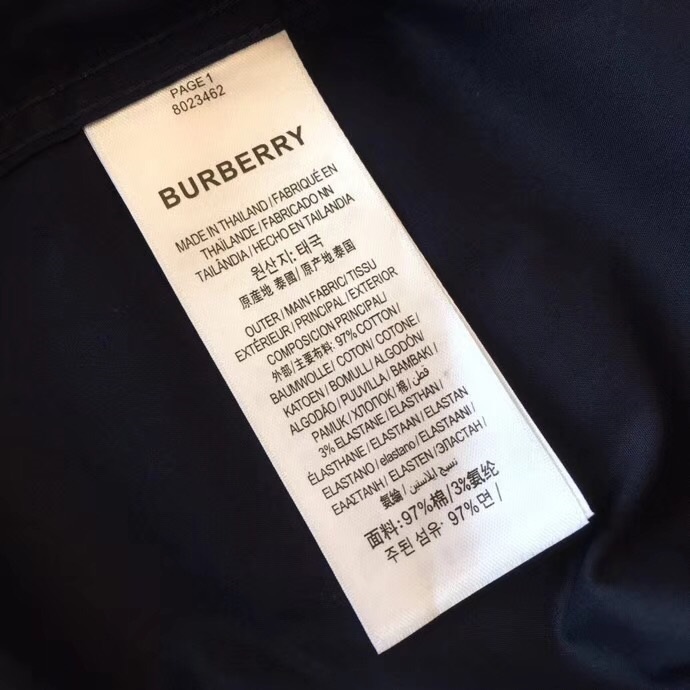 PAGE 1
8023462
BURBERRY
MADE IN THAILAND / FABRIQUÉ EN
THAÏLANDE / FABRICADO NN
TAILÂNDIA / HECHO EN TAILANDIA
원산지: 태국
原產地 泰國 / 原产地 泰国
OUTER / MAIN FABRIC / TISSU
EXTÉRIEUR / PRINCIPAL / EXTERIOR
COMPOSICION PRINCIPAL /
外部 / 主要布料: 97% COTTON /
BAUMWOLLE / COTON / COTONE /
KATOEN / BOMULL / ALGODÓN /
ALGODÃO / PUUVILLA / BAMBAKI /
PAMUK / ХЛОПОК / 棉 / قطن /
3% ELASTANE / ELASTHAN /
ÉLASTHANE / ELASTAAN / ELASTAN
ELASTANO / elastano / ELASTAANI /
ΕΛΑΣΤΑΝΗ / ELASTEN / ЭЛАСТАН /
氨綸 / نسيج إيلاستين /
面料: 97% 棉 / 3% 氨纶
주된 섬유: 97% 면 /